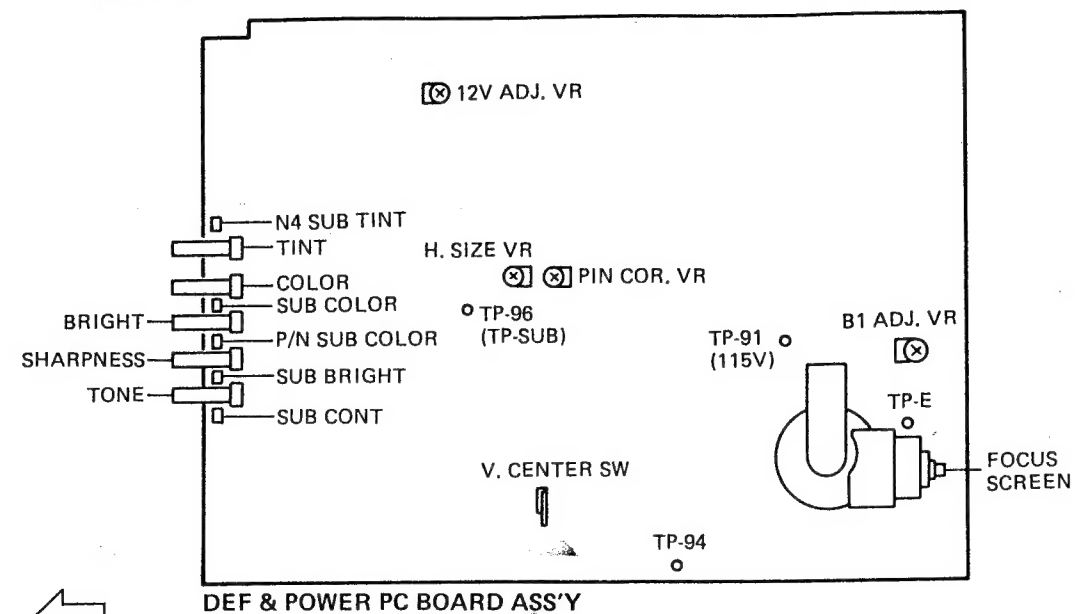 12V ADJ. VR
N4 SUB TINT
TINT
H. SIZE VR
PIN COR. VR
COLOR
SUB COLOR
TP-96
(TP-SUB)
BRIGHT
P/N SUB COLOR
B1 ADJ. VR
TP-91
(115V)
SHARPNESS
SUB BRIGHT
TONE
TP-E
SUB CONT
V. CENTER SW
FOCUS
SCREEN
TP-94
DEF & POWER PC BOARD ASS'Y